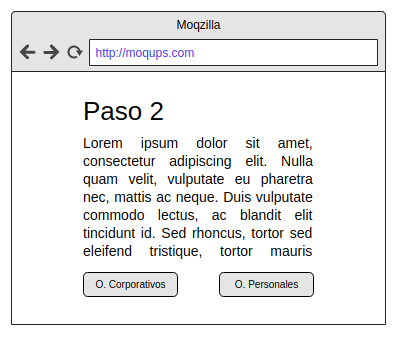 Moqzilla
http://moqups.com
Paso 2
Lorem ipsum dolor sit amet,
consectetur adipiscing elit. Nulla
quam velit, vulputate eu pharetra
nec, mattis ac neque. Duis vulputate
commodo lectus, ac blandit elit
tincidunt id. Sed rhoncus, tortor sed
eleifend tristique, tortor mauris
O. Corporativos O. Personales